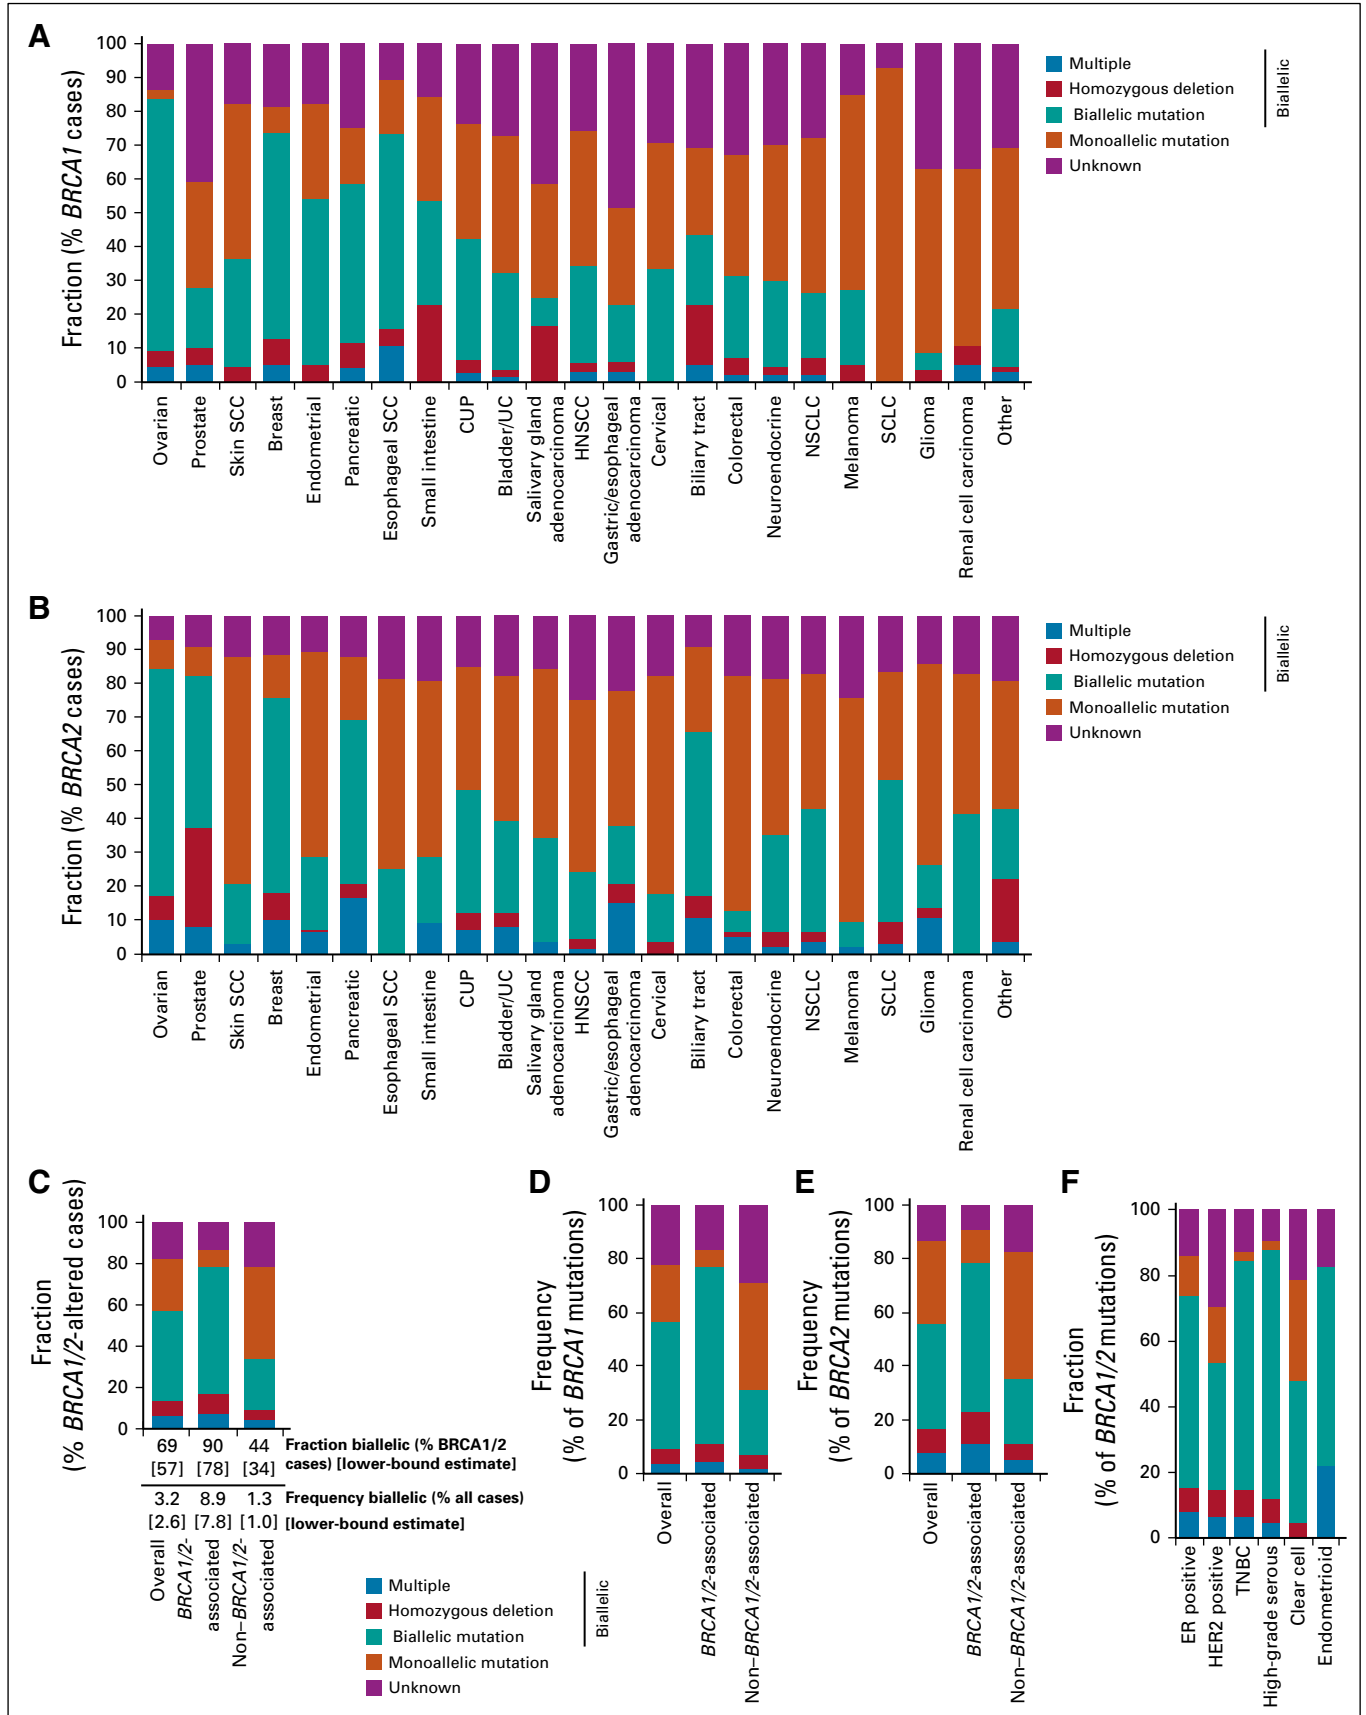 A
Fraction (% BRCA1 cases)
100
90
80
70
60
50
40
30
20
10
0
Ovarian
Prostate
Skin SCC
Breast
Endometrial
Pancreatic
Esophageal SCC
Small intestine
CUP
Bladder/UC
Salivary gland
adenocarcinoma
HNSCC
Gastric/esophageal
adenocarcinoma
Cervical
Biliary tract
Colorectal
Neuroendocrine
NSCLC
Melanoma
SCLC
Glioma
Renal cell carcinoma
Other
Multiple
Homozygous deletion
Biallelic mutation
Monoallelic mutation
Unknown
Biallelic
B
Fraction (% BRCA2 cases)
100
90
80
70
60
50
40
30
20
10
0
Ovarian
Prostate
Skin SCC
Breast
Endometrial
Pancreatic
Esophageal SCC
Small intestine
CUP
Bladder/UC
Salivary gland
adenocarcinoma
HNSCC
Gastric/esophageal
adenocarcinoma
Cervical
Biliary tract
Colorectal
Neuroendocrine
NSCLC
Melanoma
SCLC
Glioma
Renal cell carcinoma
Other
Multiple
Homozygous deletion
Biallelic mutation
Monoallelic mutation
Unknown
Biallelic
C
Fraction
(% BRCA1/2-altered cases)
100
80
60
40
20
0
69 90 44 Fraction biallelic (% BRCA1/2
[57] [78] [34] cases) [lower-bound estimate]
3.2 8.9 1.3 Frequency biallelic (% all cases)
[2.6] [7.8] [1.0] [lower-bound estimate]
Overall
BRCA1/2-
associated
Non–BRCA1/2-
associated
Multiple
Homozygous deletion
Biallelic mutation
Monoallelic mutation
Unknown
Biallelic
D
Frequency
(% of BRCA1 mutations)
100
80
60
40
20
0
Overall
BRCA1/2-associated
Non–BRCA1/2-associated
E
Frequency
(% of BRCA2 mutations)
100
80
60
40
20
0
Overall
BRCA1/2-associated
Non–BRCA1/2-associated
F
Fraction
(% of BRCA1/2 mutations)
100
80
60
40
20
0
ER positive
HER2 positive
TNBC
High-grade serous
Clear cell
Endometrioid